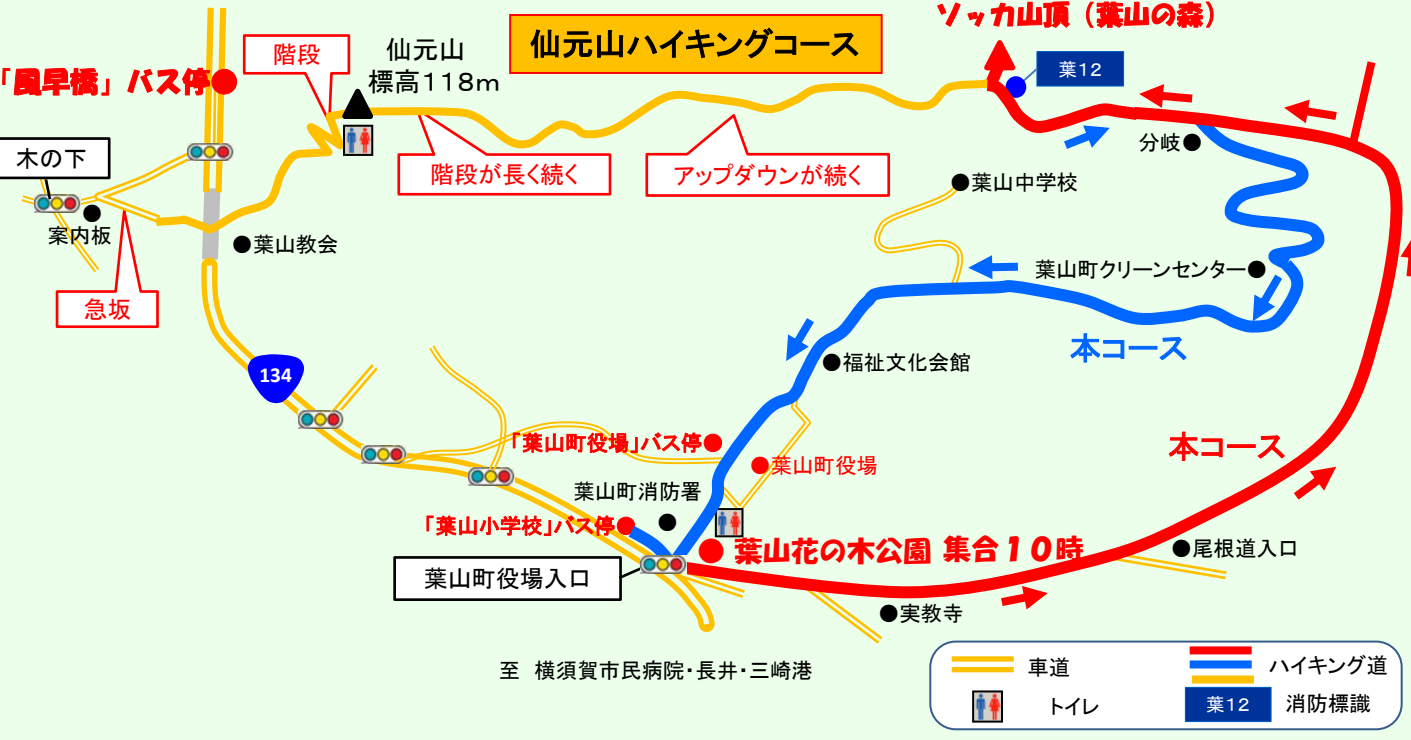 仙元山ハイキングコース
ソッカ山頂（葉山の森）
階段
仙元山
標高118m
葉12
「風早橋」バス停
木の下
階段が長く続く
アップダウンが続く
分岐
葉山中学校
案内板
葉山教会
葉山町クリーンセンター
急坂
本コース
134
福祉文化会館
「葉山町役場」バス停
葉山町役場
本コース
葉山町消防署
「葉山小学校」バス停
葉山花の木公園 集合10時
尾根道入口
葉山町役場入口
実教寺
至 横須賀市民病院・長井・三崎港
車道
ハイキング道
トイレ
葉12
消防標識